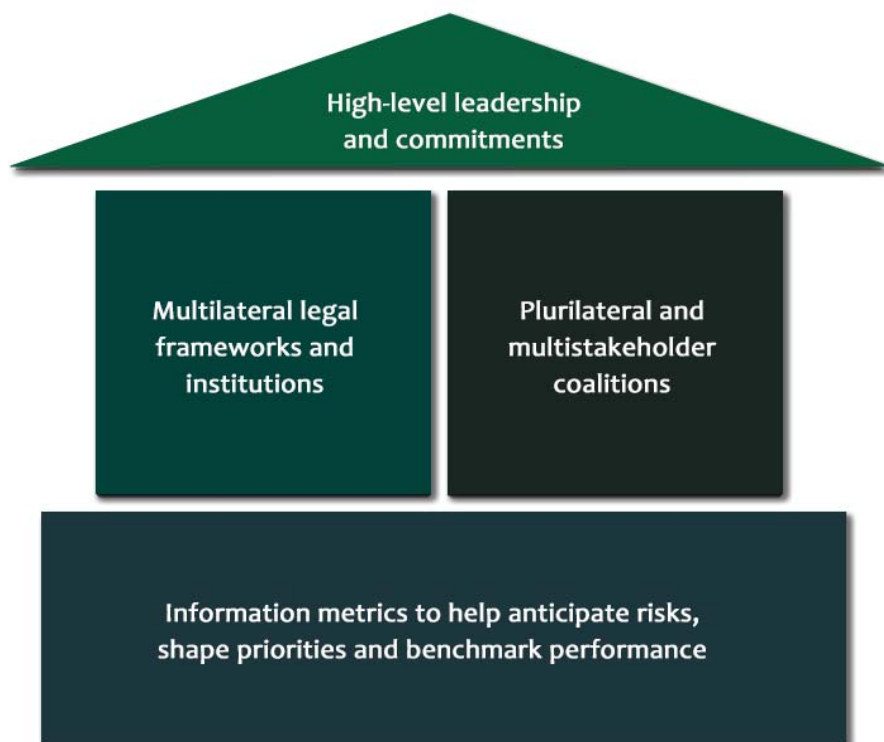 High-level leadership
and commitments
Multilateral legal
frameworks and
institutions
Plurilateral and
multistakeholder
coalitions
Information metrics to help anticipate risks,
shape priorities and benchmark performance